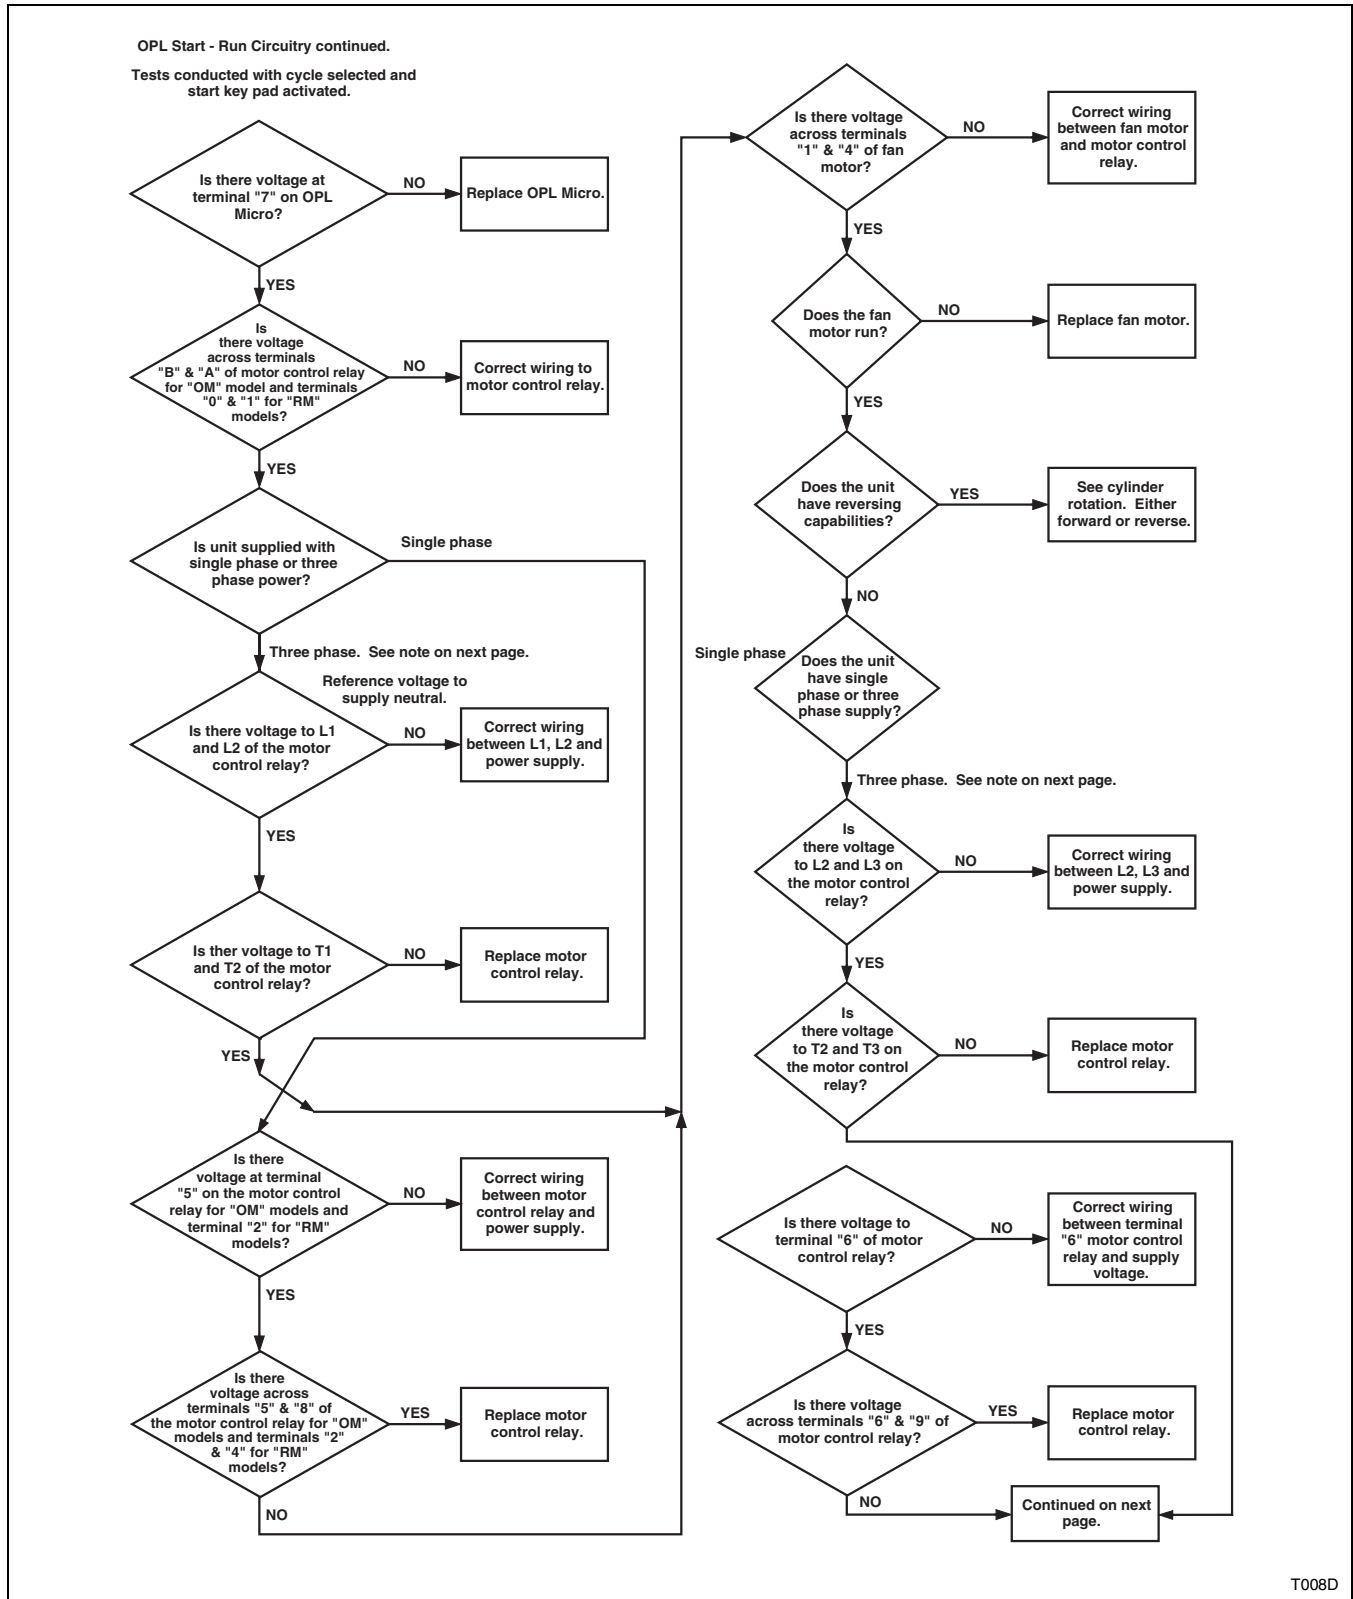 OPL Start - Run Circuitry continued.
Tests conducted with cycle selected and
start key pad activated.
Is there voltage at
terminal "7" on OPL
Micro?
NO
Replace OPL Micro.
YES
Is
there voltage
across terminals
"B" & "A" of motor control relay
for "OM" model and terminals
"0" & "1" for "RM"
models?
NO
Correct wiring to
motor control relay.
YES
Is unit supplied with
single phase or three
phase power?
Single phase
Three phase. See note on next page.
Reference voltage to
supply neutral.
Is there voltage to L1
and L2 of the motor
control relay?
NO
Correct wiring
between L1, L2 and
power supply.
YES
Is ther voltage to T1
and T2 of the motor
control relay?
NO
Replace motor
control relay.
YES
Is there
voltage at terminal
"5" on the motor control
relay for "OM" models and
terminal "2" for "RM"
models?
NO
Correct wiring
between motor
control relay and
power supply.
YES
Is there
voltage across
terminals "5" & "8" of
the motor control relay for "OM"
models and terminals "2"
& "4" for "RM"
models?
YES
Replace motor
control relay.
NO
Is there voltage
across terminals
"1" & "4" of fan
motor?
NO
Correct wiring
between fan motor
and motor control
relay.
YES
Does the fan
motor run?
NO
Replace fan motor.
YES
Does the unit
have reversing
capabilities?
YES
See cylinder
rotation. Either
forward or reverse.
NO
Single phase
Does the unit
have single
phase or three
phase supply?
Three phase. See note on next page.
Is
there voltage
to L2 and L3 on
the motor control
relay?
NO
Correct wiring
between L2, L3 and
power supply.
YES
Is
there voltage
to T2 and T3 on
the motor control
relay?
NO
Replace motor
control relay.
Is there voltage to
terminal "6" of motor
control relay?
NO
Correct wiring
between terminal
"6" motor control
relay and supply
voltage.
YES
Is there voltage
across terminals "6" & "9" of
motor control relay?
YES
Replace motor
control relay.
NO
Continued on next
page.
T008D